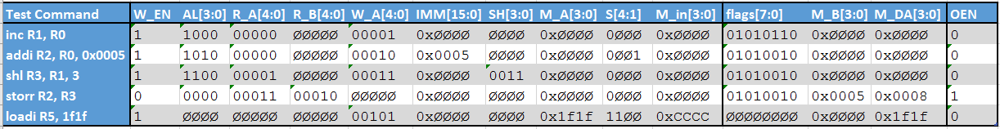 Test Command W_EN AL[3:0] R_A[4:0] R_B[4:0] W_A[4:0] IMM[15:0] SH[3:0] M_A[3:0] S[4:1] M_in[3:0] flags[7:0] M_B[3:0] M_DA[3:0] OEN
inc R1, R0 1 1000 00000 ØØØØØ 00001 0xØØØØ ØØØØ 0xØØØØ 0ØØ0 0xØØØØ 01010110 0xØØØØ 0xØØØØ 0
addi R2, R0, 0x0005 1 1010 00000 ØØØØØ 00010 0x0005 ØØØØ 0xØØØØ 0ØØ1 0xØØØØ 01010010 0xØØØØ 0xØØØØ 0
shl R3, R1, 3 1 1100 00001 ØØØØØ 00011 0xØØØØ 0011 0xØØØØ 0ØØ0 0xØØØØ 01010010 0xØØØØ 0xØØØØ 0
storr R2, R3 0 0000 00011 00010 ØØØØØ 0xØØØØ ØØØØ 0xØØØØ 0ØØ0 0xØØØØ 01010010 0x0005 0x0008 1
loadi R5, 1f1f 1 ØØØØ ØØØØØ ØØØØØ 00101 0xØØØØ ØØØØ 0x1f1f 11ØØ 0xCCCC ØØØØØØØØ 0xØØØØ 0x1f1f 0